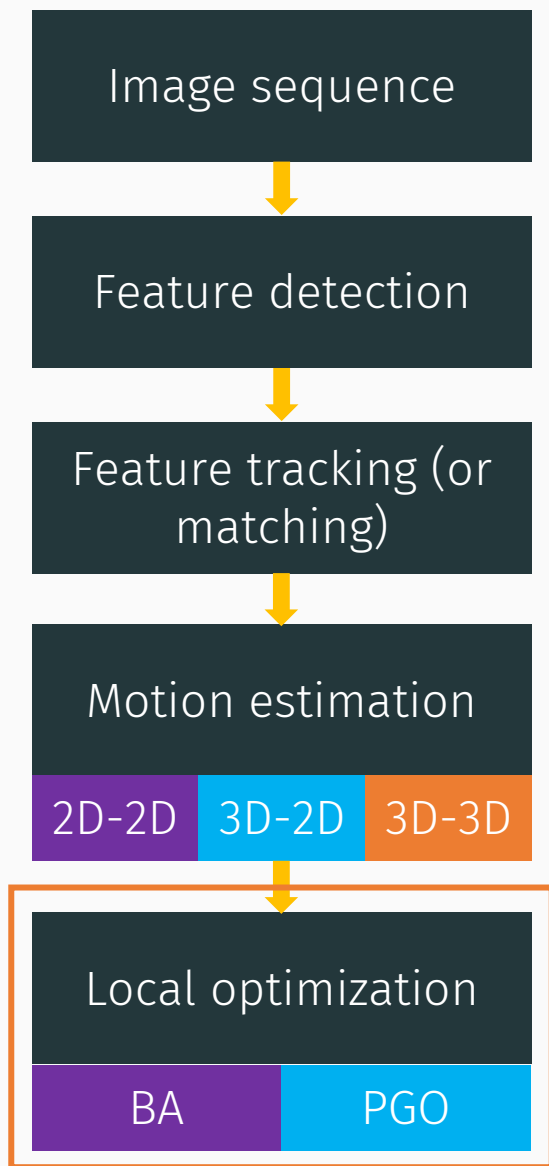 Image sequence
Feature detection
Feature tracking (or
matching)
Motion estimation
2D-2D 3D-2D 3D-3D
Local optimization
BA PGO